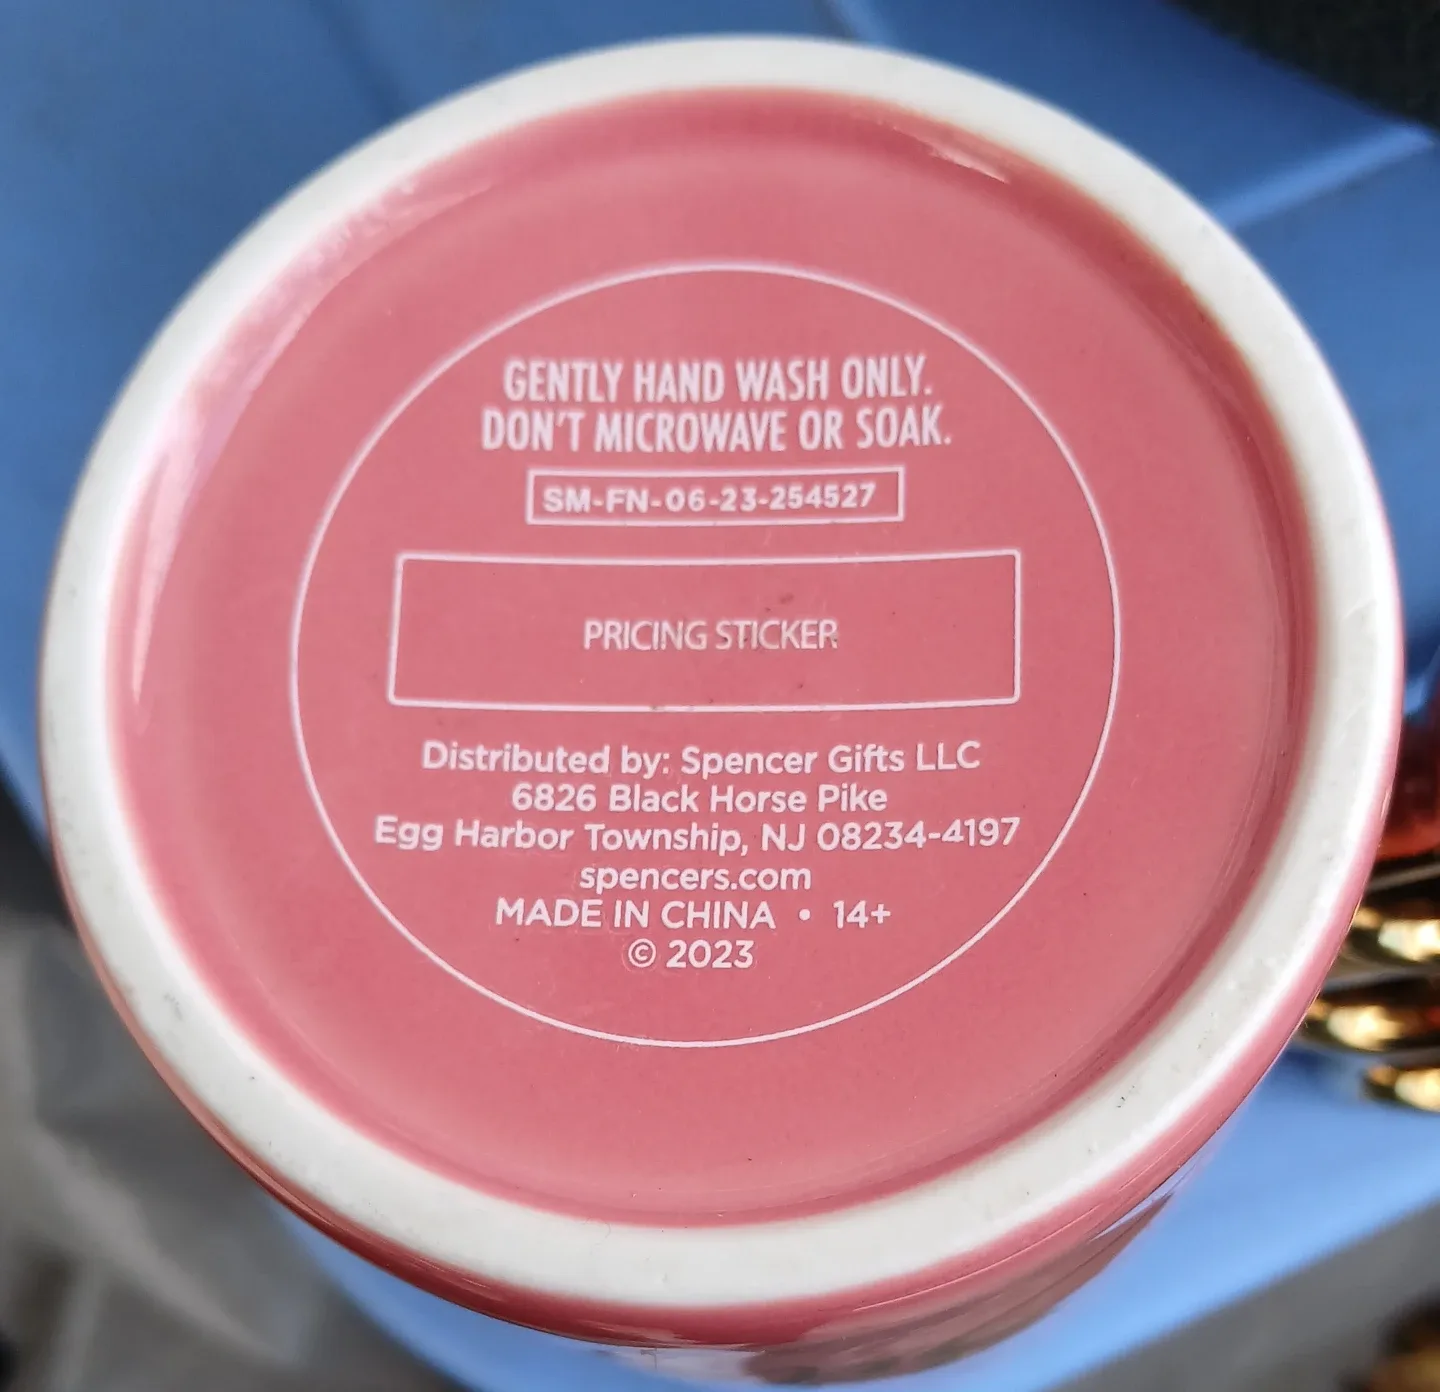 GENTLY HAND WASH ONLY.
DON'T MICROWAVE OR SOAK.
SM-FN-06-23-254527
PRICING STICKER
Distributed by: Spencer Gifts LLC
6826 Black Horse Pike
Egg Harbor Township, NJ 08234-4197
spencers.com
MADE IN CHINA • 14+
© 2023